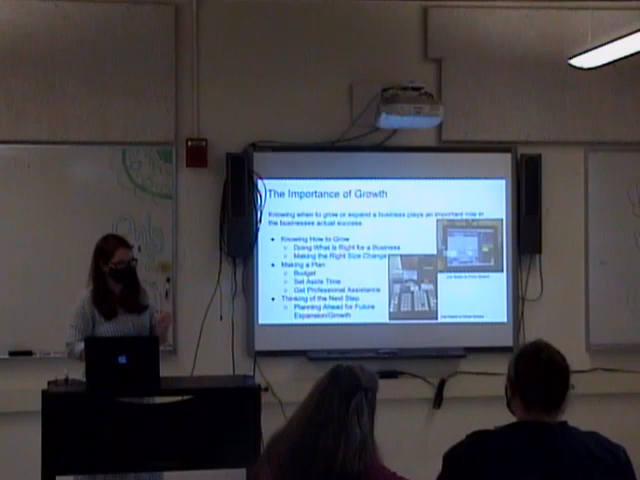 The Importance of Growth
Knowing when to grow or expand a business plays an important role in
the businesses actual success.
Knowing How to Grow
Doing What is Right for a Business
Making the Right Size Change
Making a Plan
Budget
Set Aside Time
Get Professional Assistance
Thinking of the Next Step
Planning Ahead for Future
Expansion/Growth